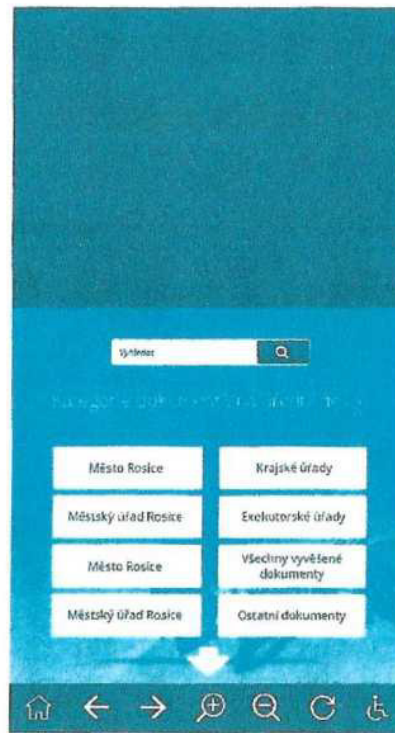 Vyhledat
Město Rosice
Krajské úřady
Městský úřad Rosice
Exekutorské úřady
Město Rosice
Všechny vyvěšené
dokumenty
Městský úřad Rosice
Ostatní dokumenty